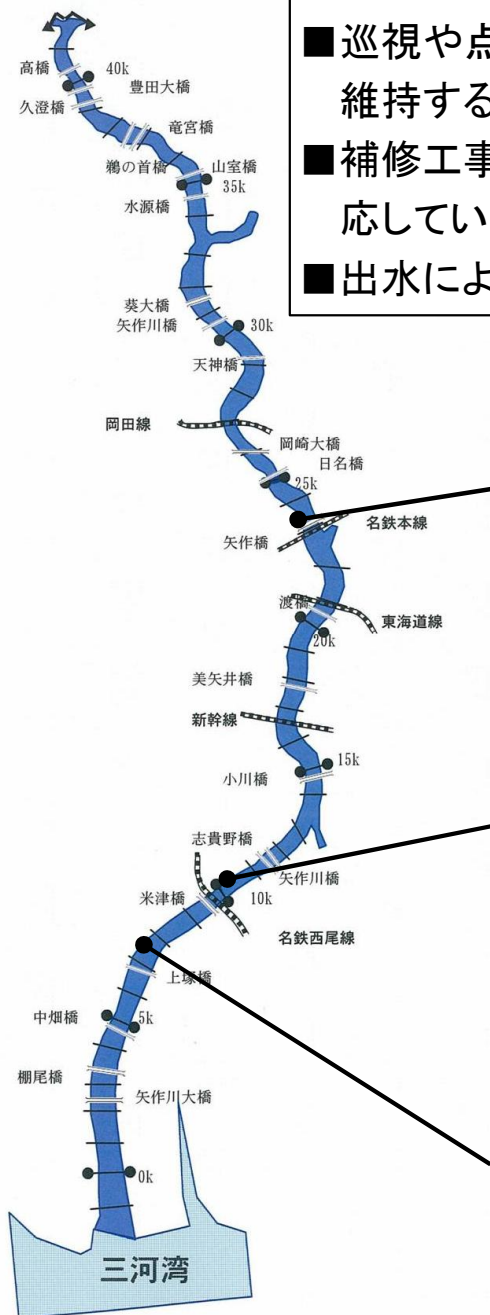 ■巡視や点
維持する
■補修工事
応してい
■出水によ
高橋
40k
豊田大橋
久澄橋
竜宮橋
鵜の首橋
山室橋
35k
水源橋
葵大橋
矢作川橋
30k
天神橋
岡田線
岡崎大橋
日名橋
25k
矢作橋
名鉄本線
渡橋
東海道線
20k
美矢井橋
新幹線
15k
小川橋
志貴野橋
矢作川橋
米津橋
10k
名鉄西尾線
上塚橋
中畑橋
5k
棚尾橋
矢作川大橋
0k
三河湾